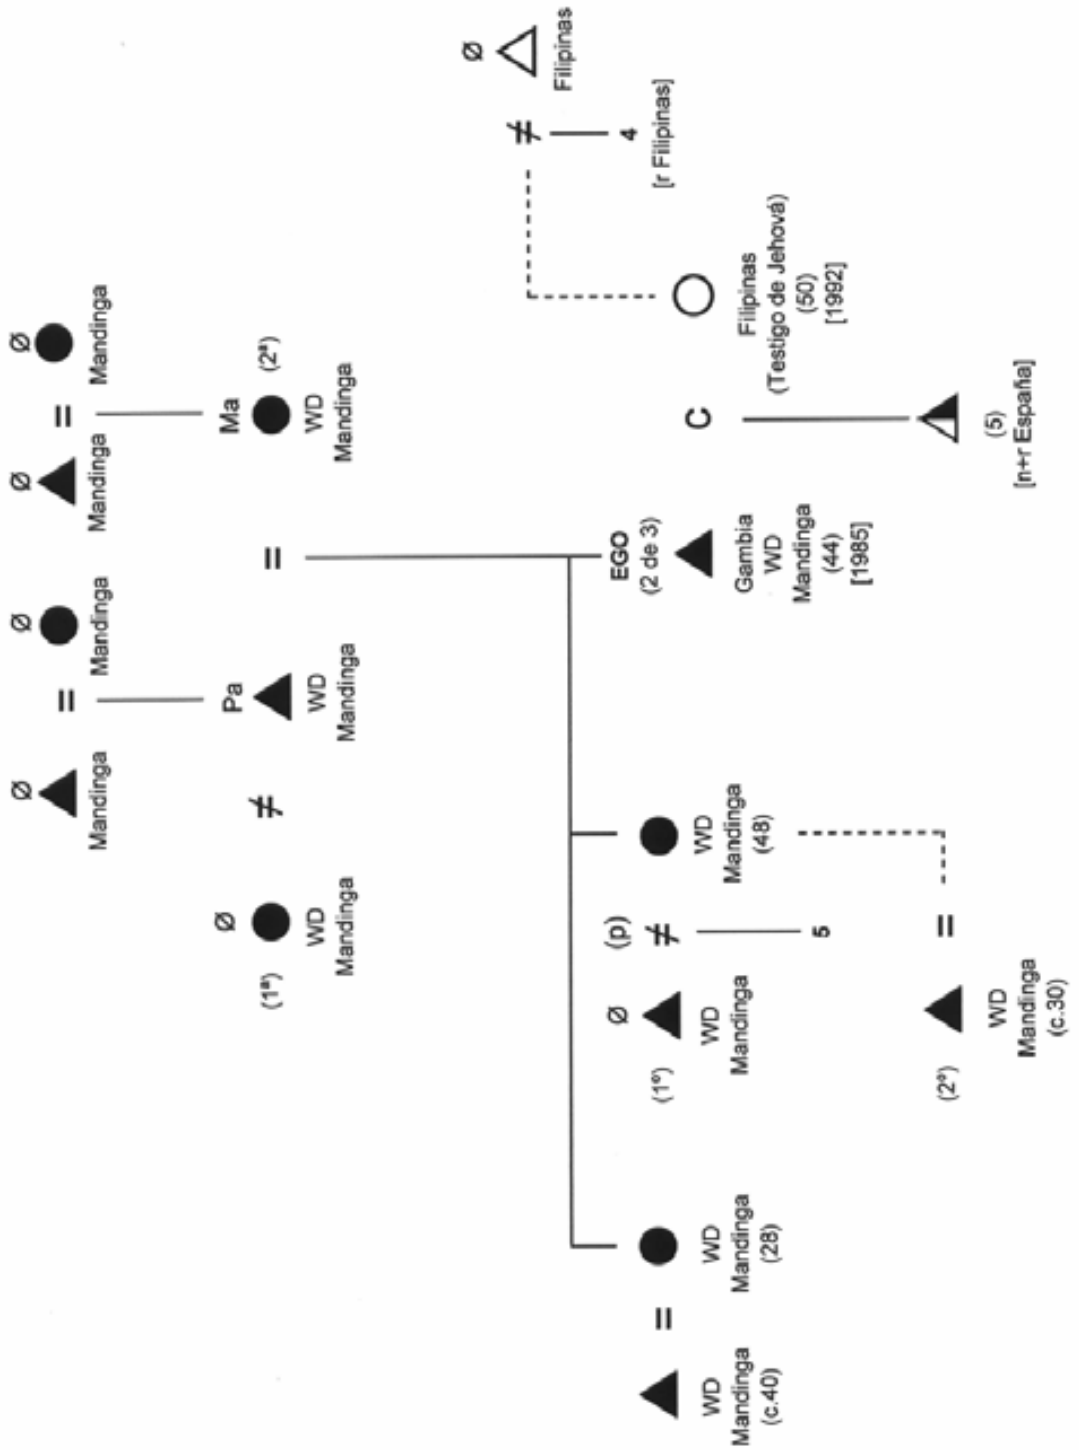 Ø Ø Ø Ø
= =
Mandinga Mandinga Mandinga Mandinga
Ø Pa Ma
(1ª) ≠ = (2ª)
WD WD WD
Mandinga Mandinga Mandinga
Ø
≠
Filipinas
4
[r Filipinas]
(p) EGO
Ø (2 de 3)
= (1º) ≠ C
WD WD WD WD Gambia Filipinas
Mandinga Mandinga Mandinga Mandinga WD (Testigo de Jehová)
(c.40) (28) (48) Mandinga (50)
(44) [1992]
[1985]
5
(2º) =
WD
Mandinga
(c.30)
(5)
[n+r España]